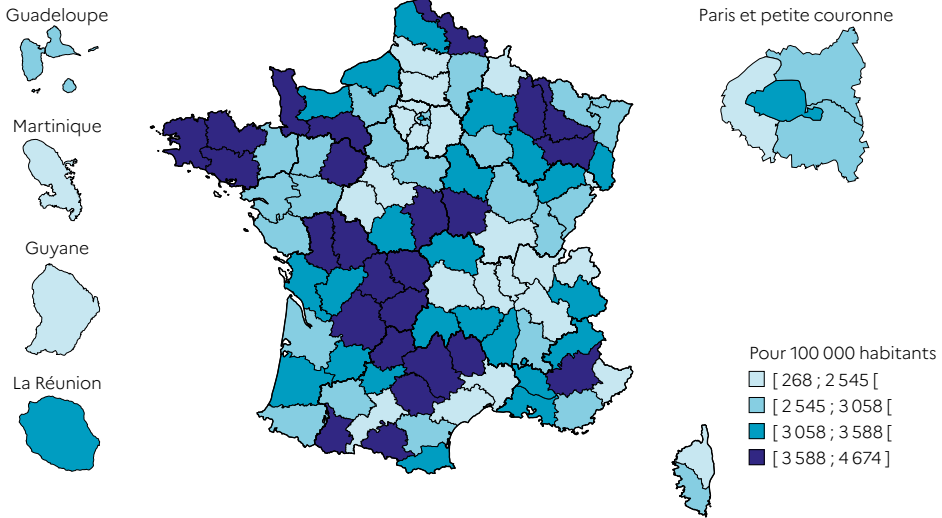 Guadeloupe
Martinique
Guyane
La Réunion
Paris et petite couronne
Pour 100 000 habitants
[ 268 ; 2 545 [
[ 2 545 ; 3 058 [
[ 3 058 ; 3 588 [
[ 3 588 ; 4 674 ]